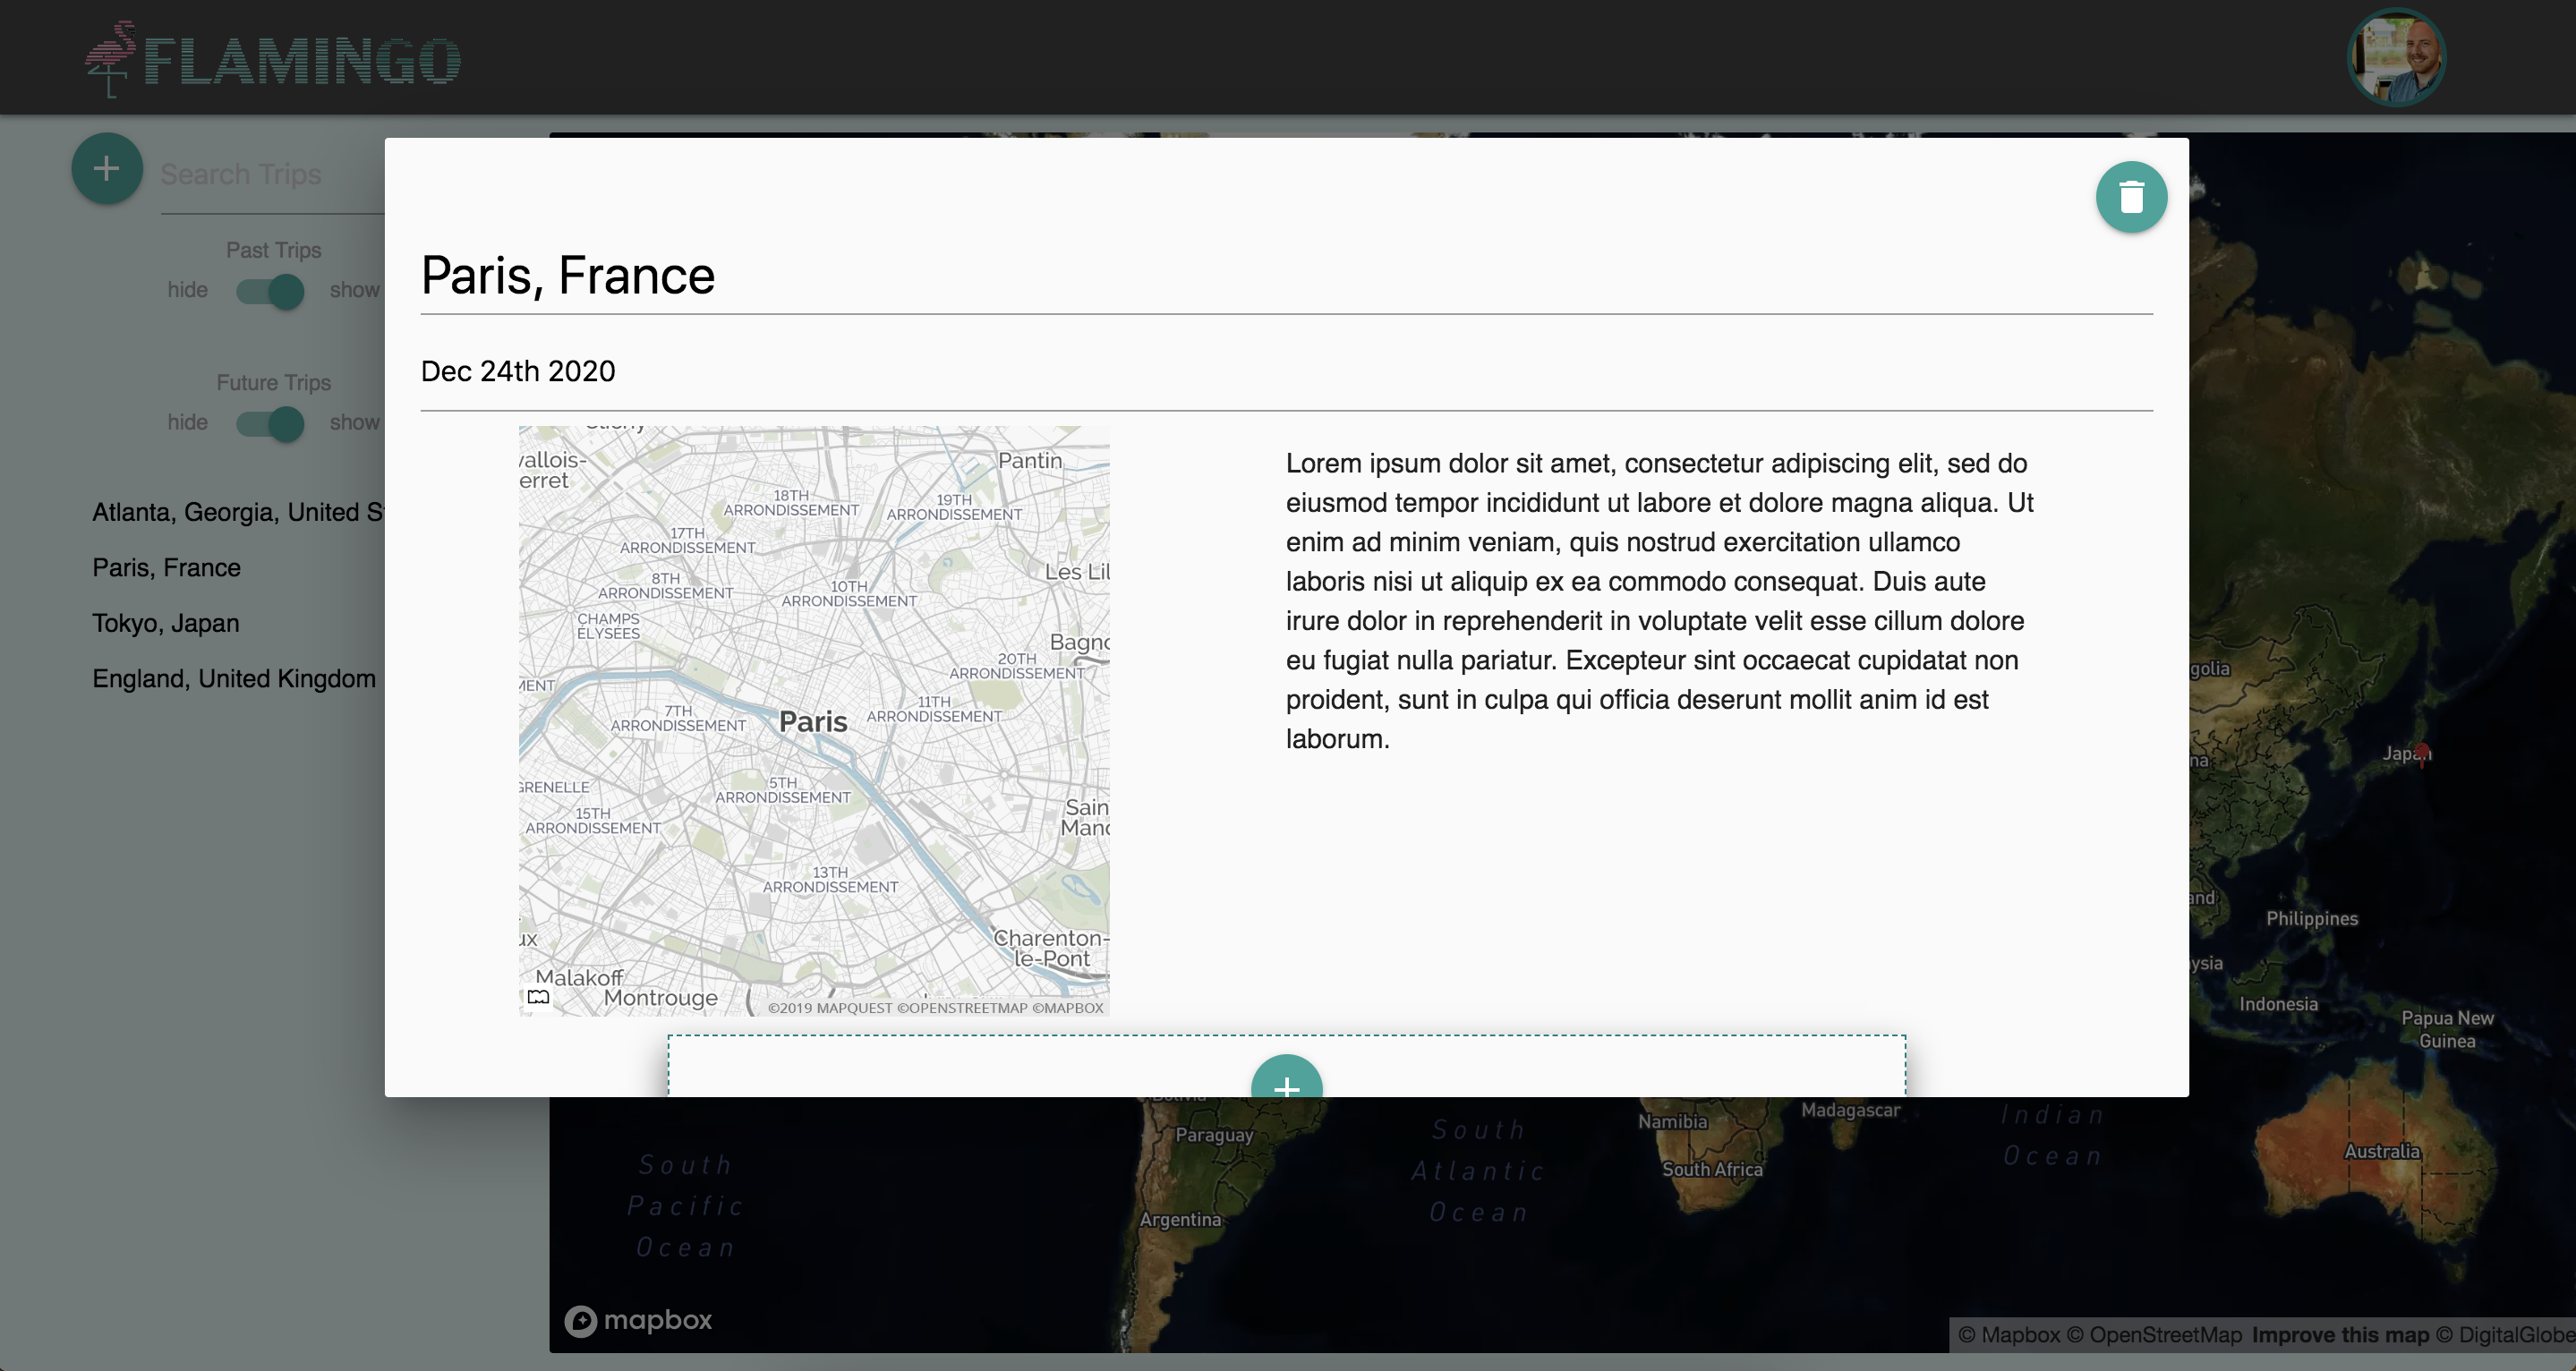 FLAMINGO
Search Trips
Past Trips
hide
show
Future Trips
hide
show
Atlanta, Georgia, United S
Paris, France
Tokyo, Japan
England, United Kingdom
Paris, France
Dec 24th 2020
vallois-
erret
Pantin
18TH
ARRONDISSEMENT
19TH
ARRONDISSEMENT
17TH
ARRONDISSEMENT
Les Lil
8TH
ARRONDISSEMENT
10TH
ARRONDISSEMENT
CHAMPS
ÉLYSÉES
Bagno
20TH
ARRONDISSEMENT
MENT
7TH
ARRONDISSEMENT
Paris
11TH
ARRONDISSEMENT
GRENELLE
5TH
ARRONDISSEMENT
15TH
ARRONDISSEMENT
Sain
Mand
13TH
ARRONDISSEMENT
ux
Charenton-
le-Pont
Malakoff
Montrouge
©2019 MAPQUEST ©OPENSTREETMAP ©MAPBOX
Lorem ipsum dolor sit amet, consectetur adipiscing elit, sed do
eiusmod tempor incididunt ut labore et dolore magna aliqua. Ut
enim ad minim veniam, quis nostrud exercitation ullamco
laboris nisi ut aliquip ex ea commodo consequat. Duis aute
irure dolor in reprehenderit in voluptate velit esse cillum dolore
eu fugiat nulla pariatur. Excepteur sint occaecat cupidatat non
proident, sunt in culpa qui officia deserunt mollit anim id est
laborum.
golia
na
Japan
and
Philippines
ysia
Indonesia
Papua New
Guinea
Bolivia
Paraguay
Argentina
South
Pacific
Ocean
South
Atlantic
Ocean
Namibia
Madagascar
South Africa
Indian
Ocean
Australia
mapbox
© Mapbox © OpenStreetMap Improve this map © DigitalGlobe